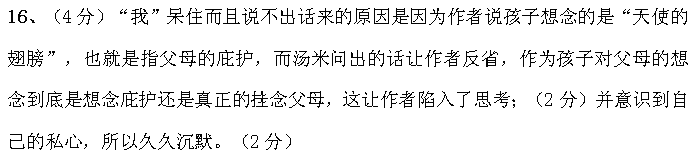 16、（4 分）“我”呆住而且说不出话来的原因是因为作者说孩子想念的是“天使的
翅膀”，也就是指父母的庇护，而汤米问出的话让作者反省，作为孩子对父母的想
念到底是想念庇护还是真正的挂念父母，这让作者陷入了思考；（2 分）并意识到自
己的私心，所以久久沉默。（2 分）